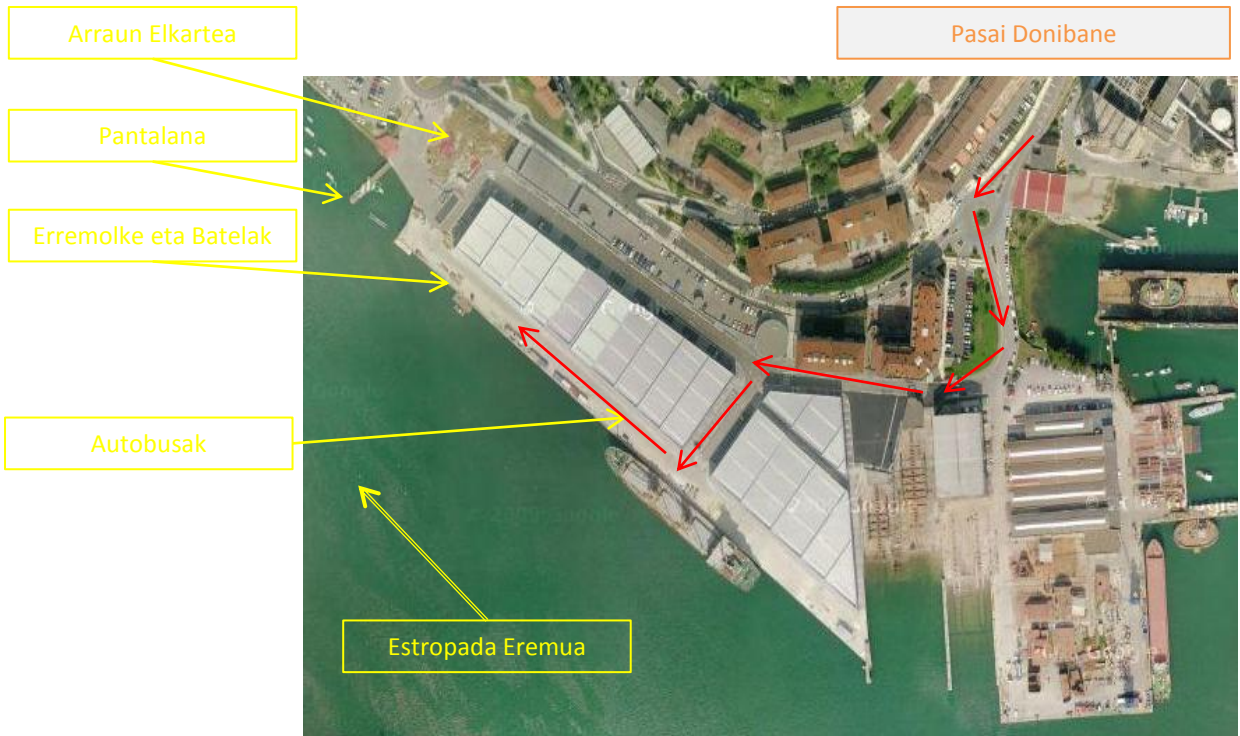 Arraun Elkartea
Pasai Donibane
Pantalana
Erremolke eta Batelak
Autobusak
Estropada Eremua